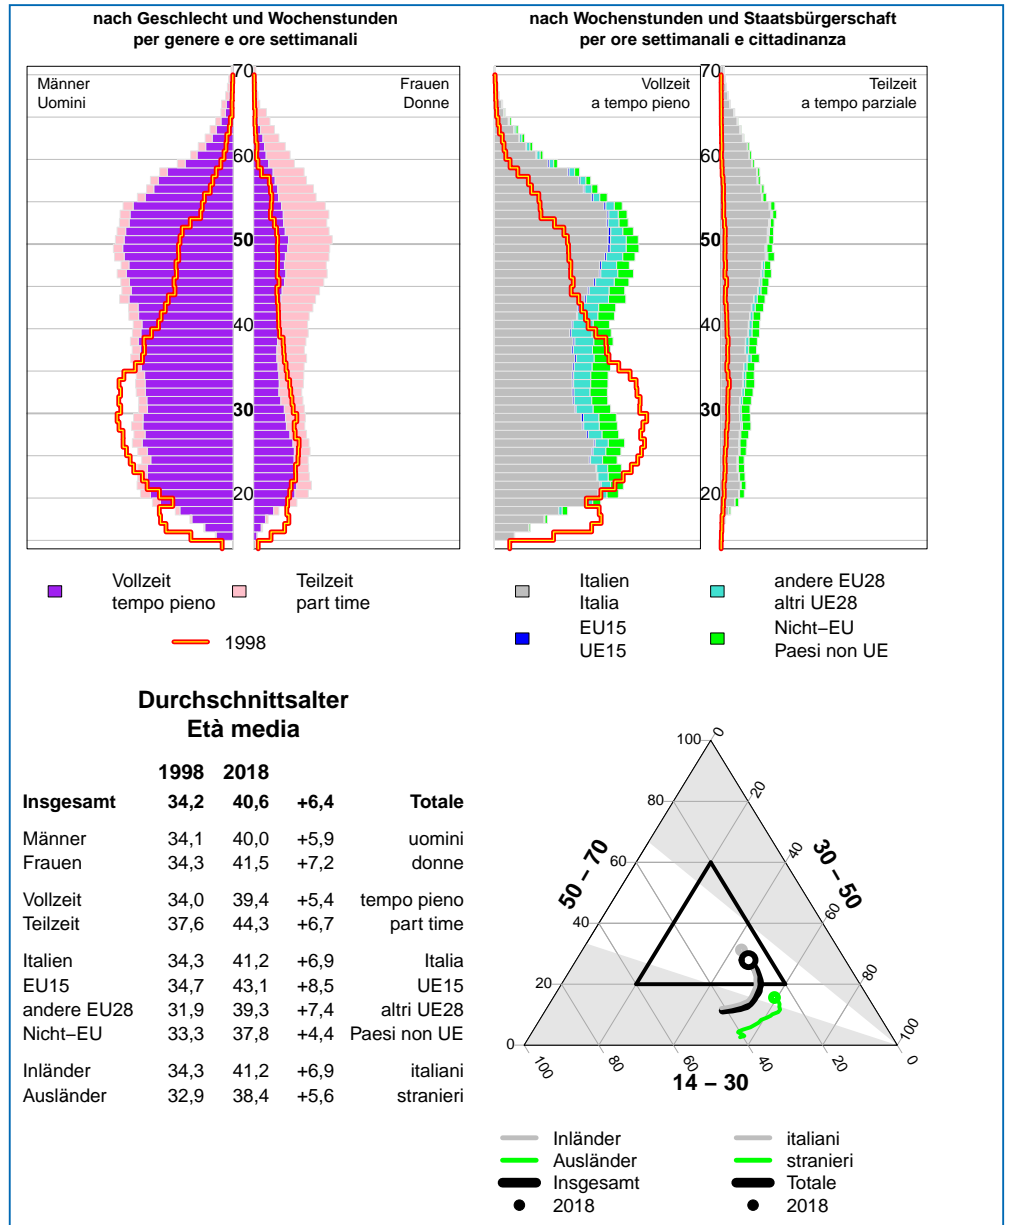 nach Geschlecht und Wochenstunden
per genere e ore settimanali
nach Wochenstunden und Staatsbürgerschaft
per ore settimanali e cittadinanza
Männer
Uomini
70
Frauen
Donne
60
50
40
30
20
Vollzeit
a tempo pieno
70
Teilzeit
a tempo parziale
60
50
40
30
20
Vollzeit
tempo pieno
Teilzeit
part time
1998
Italien
Italia
EU15
UE15
andere EU28
altri UE28
Nicht–EU
Paesi non UE
Durchschnittsalter
Età media
1998 2018
Insgesamt 34,2 40,6 +6,4 Totale
Männer 34,1 40,0 +5,9 uomini
Frauen 34,3 41,5 +7,2 donne
Vollzeit 34,0 39,4 +5,4 tempo pieno
Teilzeit 37,6 44,3 +6,7 part time
Italien 34,3 41,2 +6,9 Italia
EU15 34,7 43,1 +8,5 UE15
andere EU28 31,9 39,3 +7,4 altri UE28
Nicht–EU 33,3 37,8 +4,4 Paesi non UE
Inländer 34,3 41,2 +6,9 italiani
Ausländer 32,9 38,4 +5,6 stranieri
50 – 70
0
20
40
60
80
100
30 – 50
0
20
40
60
80
100
14 – 30
100
80
60
40
20
0
Inländer
Ausländer
Insgesamt
2018
italiani
stranieri
Totale
2018